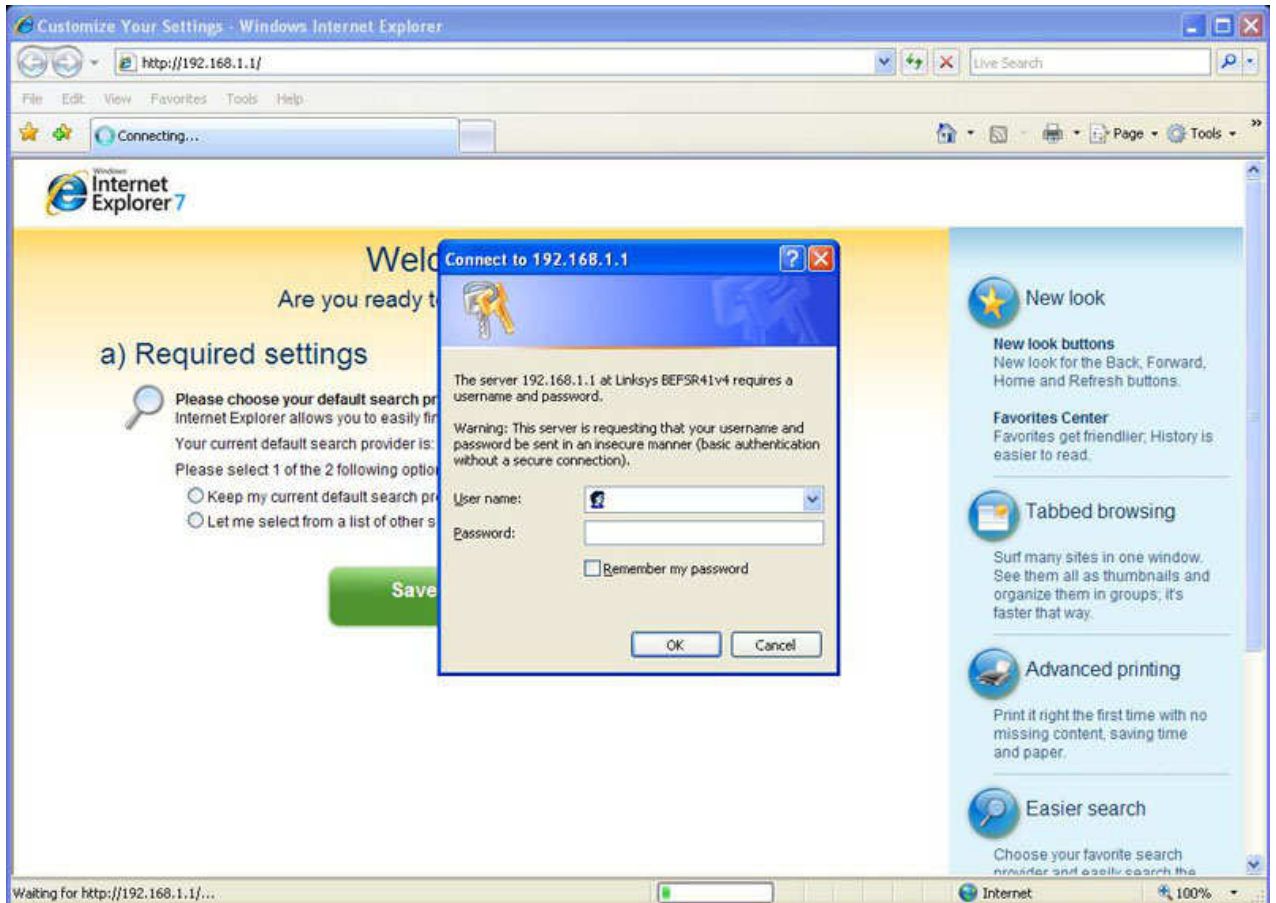 Customize Your Settings - Windows Internet Explorer
http://192.168.1.1/
Live Search
File Edit View Favorites Tools Help
Connecting...
Page Tools
Windows
Internet
Explorer 7
Welc
Are you ready t
a) Required settings
Please choose your default search pr
Internet Explorer allows you to easily fin
Your current default search provider is:
Please select 1 of the 2 following optio
Keep my current default search pr
Let me select from a list of other s
Save
Connect to 192.168.1.1
The server 192.168.1.1 at Linksys BEFSR41v4 requires a
username and password.
Warning: This server is requesting that your username and
password be sent in an insecure manner (basic authentication
without a secure connection).
User name:
Password:
Remember my password
OK Cancel
New look
New look buttons
New look for the Back, Forward,
Home and Refresh buttons.
Favorites Center
Favorites get friendlier; History is
easier to read.
Tabbed browsing
Surf many sites in one window.
See them all as thumbnails and
organize them in groups; it's
faster that way.
Advanced printing
Print it right the first time with no
missing content, saving time
and paper.
Easier search
Choose your favorite search
provider and easily search the
Waiting for http://192.168.1.1/...
Internet
100%